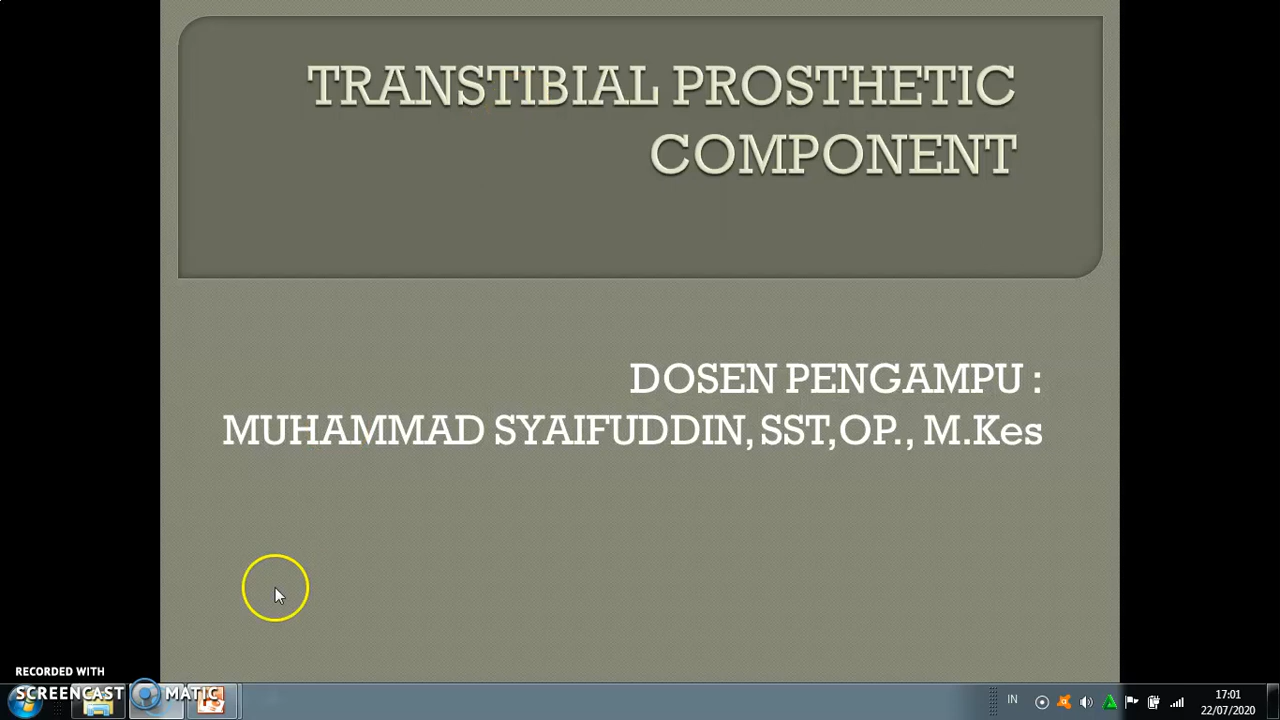 TRANSTIBIAL PROSTHETIC
COMPONENT
DOSEN PENGAMPU :
MUHAMMAD SYAIFUDDIN, SST,OP., M.Kes
RECORDED WITH
SCREENCAST MATIC
IN
17:01
22/07/2020